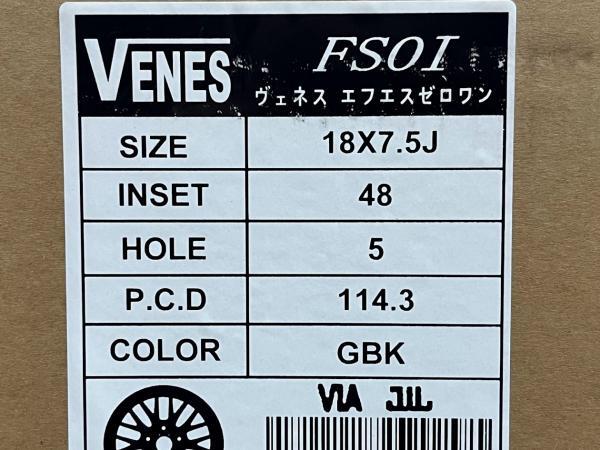 VENES FS01
ヴェネス エフエスゼロワン
SIZE 18X7.5J
INSET 48
HOLE 5
P.C.D 114.3
COLOR GBK
VIA JWL